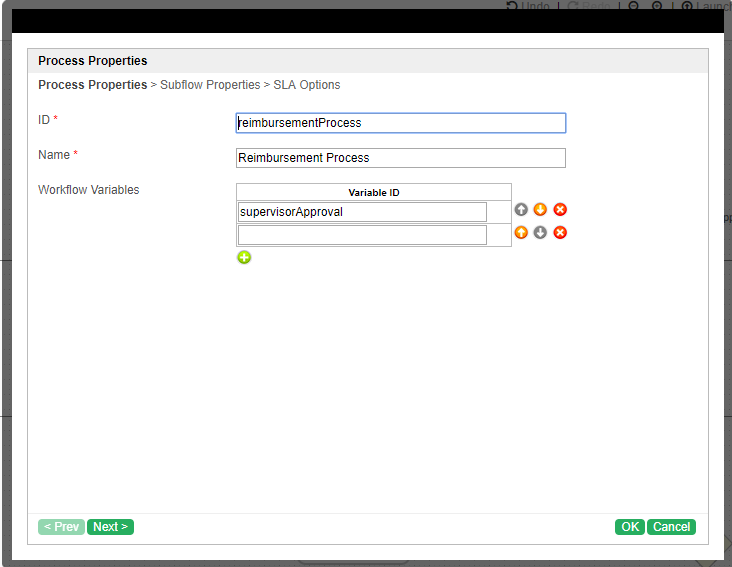 Undo Redo Launch
Process Properties
Process Properties > Subflow Properties > SLA Options
ID *
reimbursementProcess
Name *
Reimbursement Process
Workflow Variables
Variable ID
supervisorApproval
< Prev Next >
OK Cancel